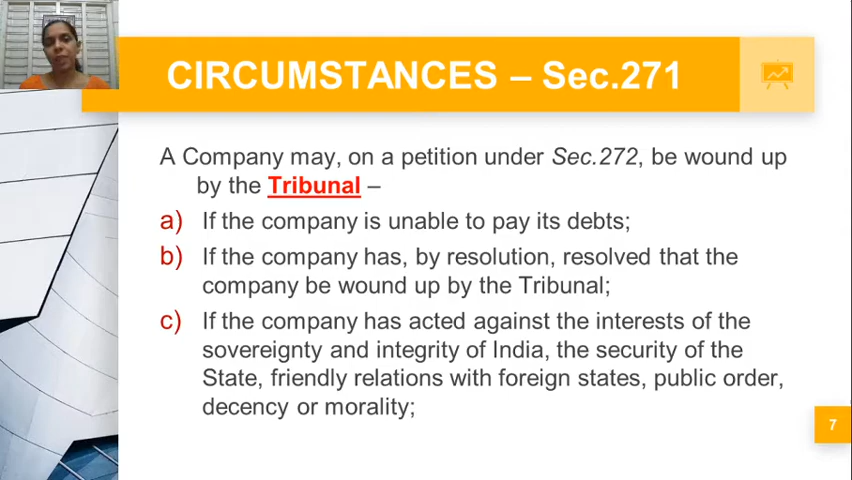 CIRCUMSTANCES – Sec.271
A Company may, on a petition under Sec.272, be wound up
by the Tribunal –
a) If the company is unable to pay its debts;
b) If the company has, by resolution, resolved that the
company be wound up by the Tribunal;
c) If the company has acted against the interests of the
sovereignty and integrity of India, the security of the
State, friendly relations with foreign states, public order,
decency or morality;
7